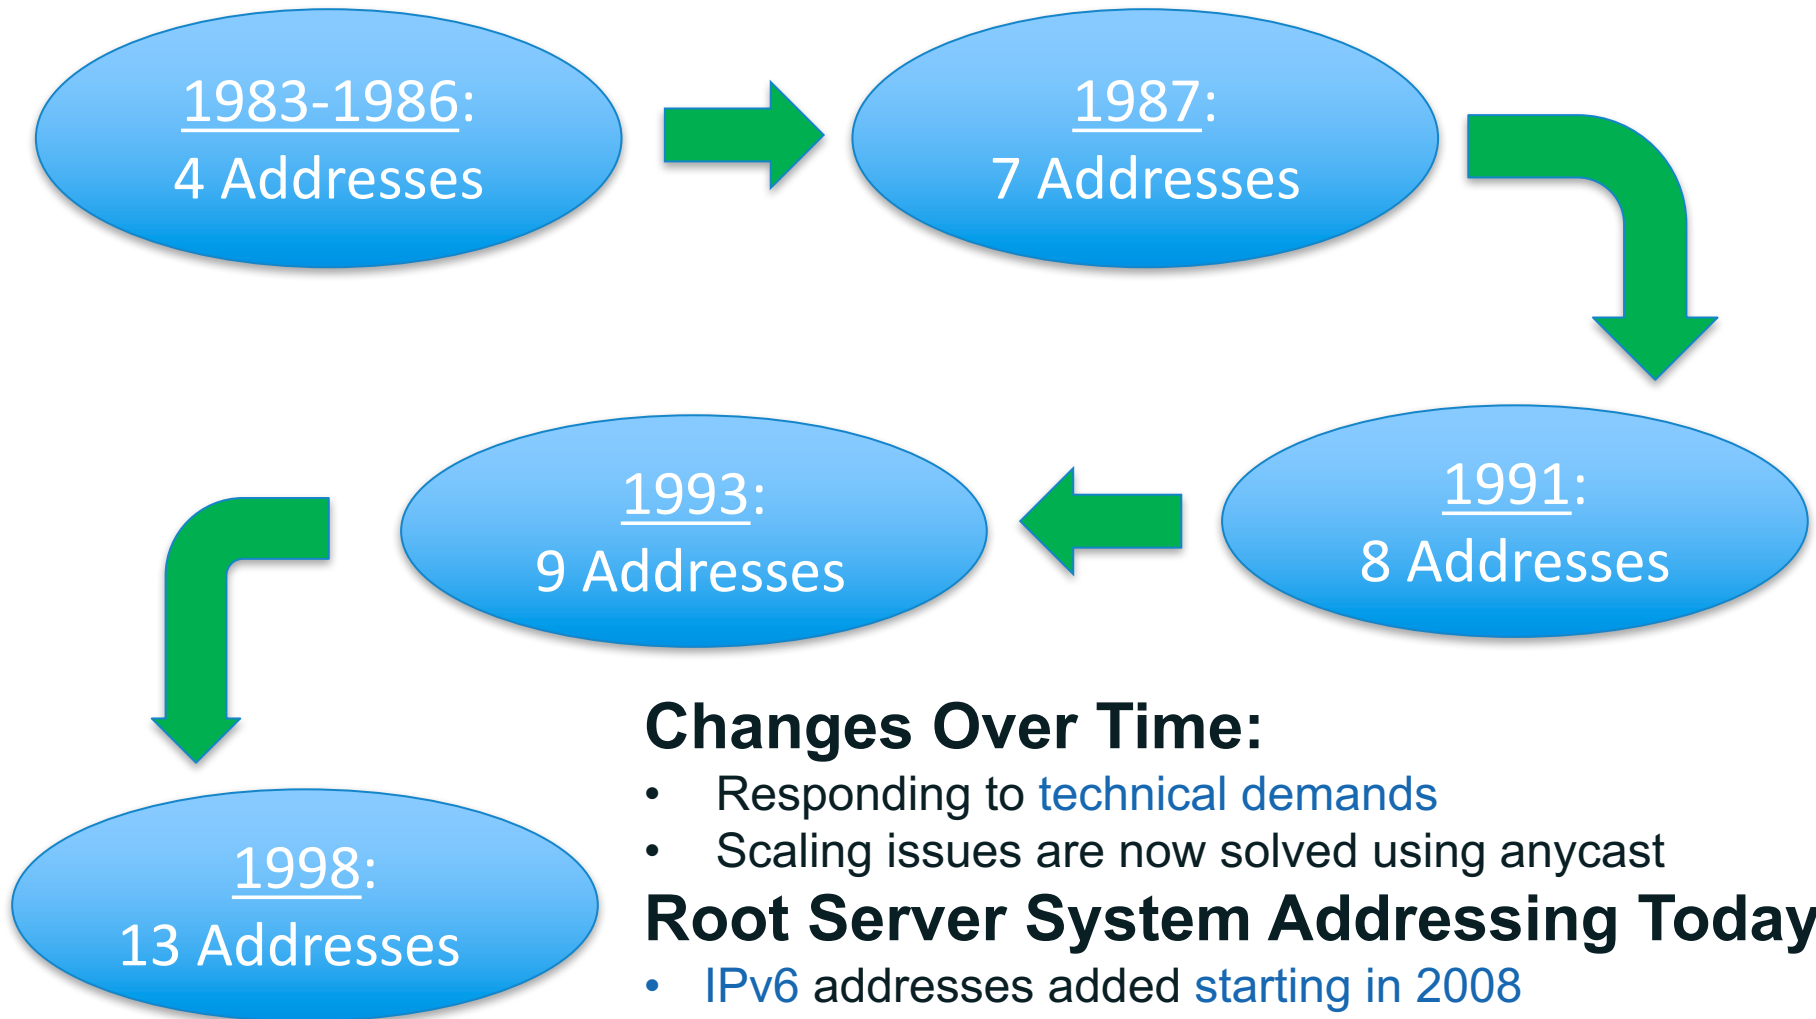 1983-1986:
4 Addresses
1987:
7 Addresses
1991:
8 Addresses
1993:
9 Addresses
1998:
13 Addresses
Changes Over Time:
• Responding to technical demands
• Scaling issues are now solved using anycast
Root Server System Addressing Today
• IPv6 addresses added starting in 2008